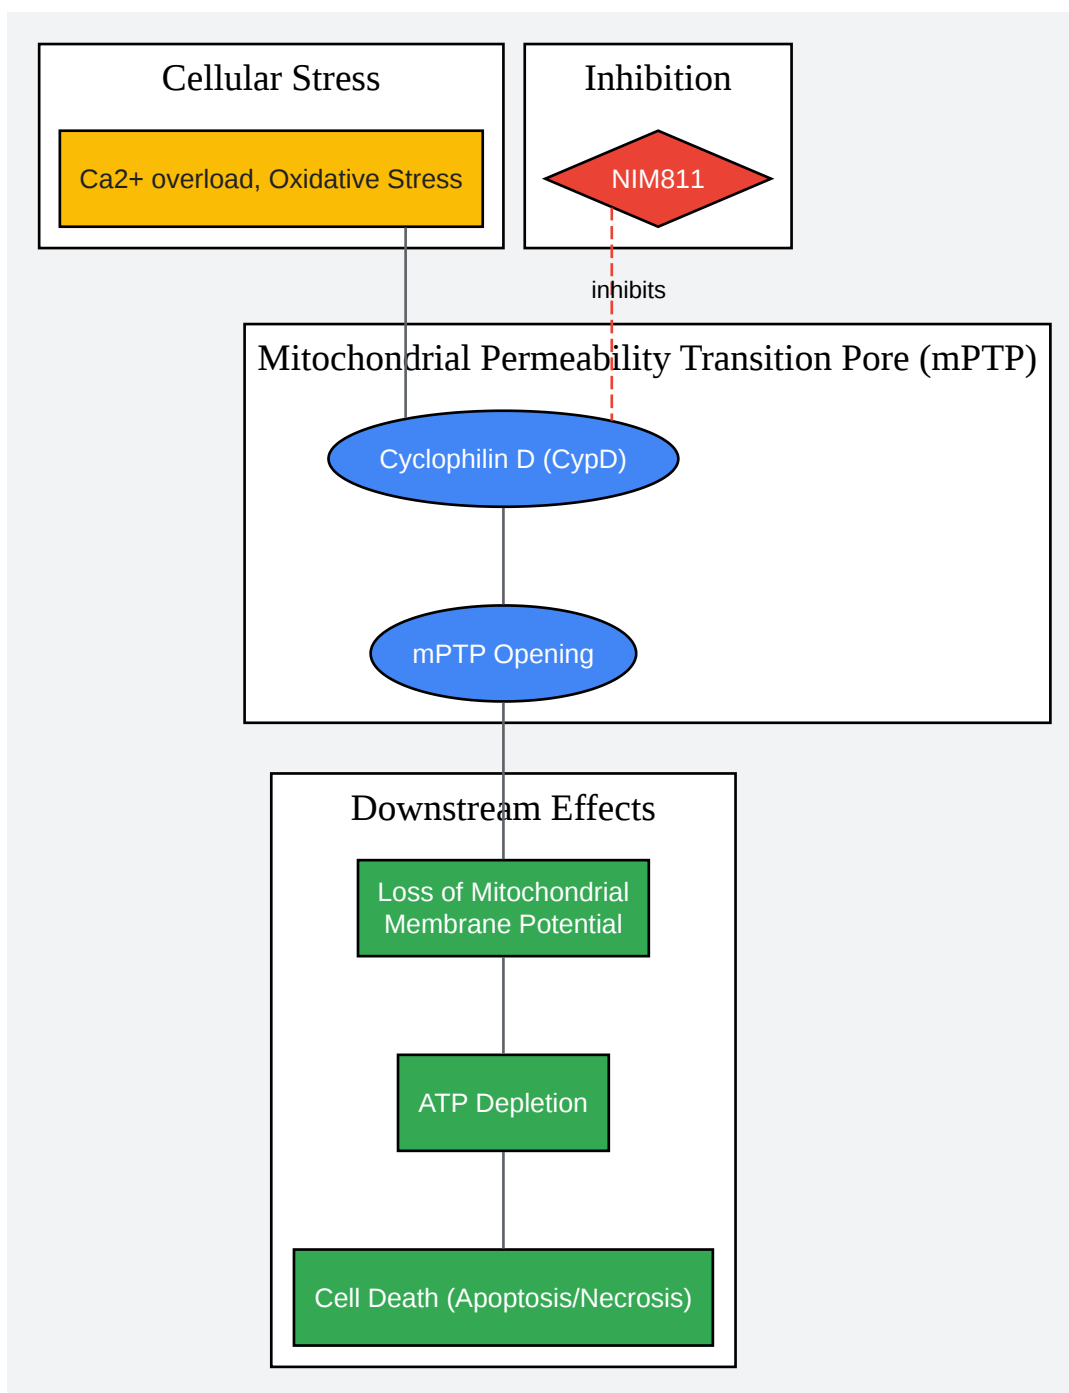 Cellular Stress
Inhibition
Ca2+ overload, Oxidative Stress
NIM811
inhibits
Mitochondrial Permeability Transition Pore (mPTP)
Cyclophilin D (CypD)
mPTP Opening
Downstream Effects
Loss of Mitochondrial
Membrane Potential
ATP Depletion
Cell Death (Apoptosis/Necrosis)